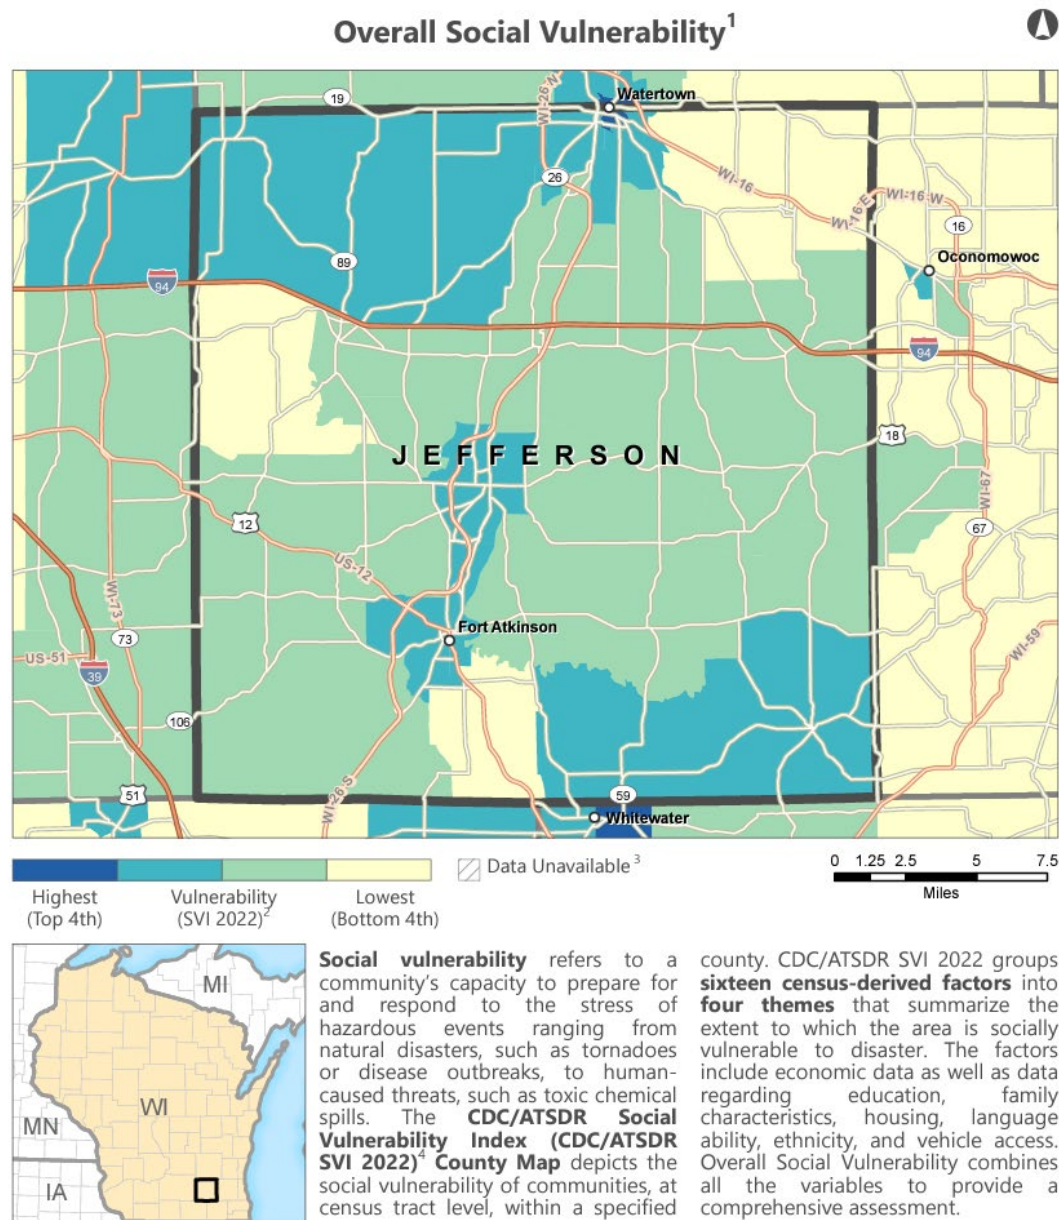 Overall Social Vulnerability1
19
WI-26 N
Watertown
26
WI-16
WI-16 E
WI-16 W
16
89
Oconomowoc
94
94
JEFFERSON
18
12
WI-67
67
US-12
WI-73
73
Fort Atkinson
US-51
39
WI-59
106
51
WI-26 S
59
Whitewater
Highest
(Top 4th)
Vulnerability
(SVI 2022)2
Lowest
(Bottom 4th)
Data Unavailable3
0 1.25 2.5 5 7.5
Miles
MI
WI
MN
IA
Social vulnerability refers to a
community's capacity to prepare for
and respond to the stress of
hazardous events ranging from
natural disasters, such as tornadoes
or disease outbreaks, to human-
caused threats, such as toxic chemical
spills. The CDC/ATSDR Social
Vulnerability Index (CDC/ATSDR
SVI 2022)4 County Map depicts the
social vulnerability of communities, at
census tract level, within a specified
county. CDC/ATSDR SVI 2022 groups
sixteen census-derived factors into
four themes that summarize the
extent to which the area is socially
vulnerable to disaster. The factors
include economic data as well as data
regarding education, family
characteristics, housing, language
ability, ethnicity, and vehicle access.
Overall Social Vulnerability combines
all the variables to provide a
comprehensive assessment.